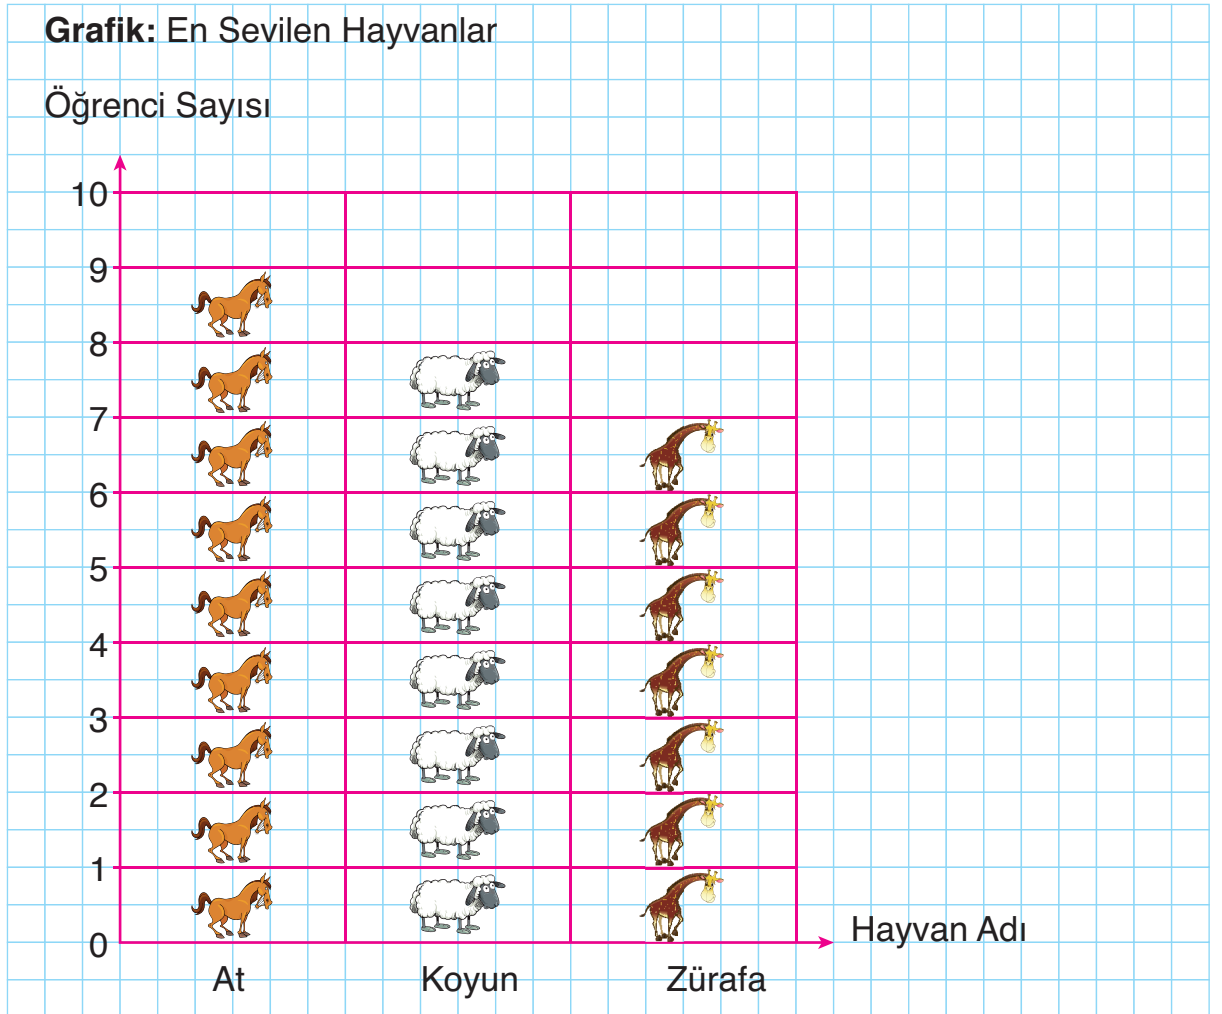 Grafik: En Sevilen Hayvanlar
Öğrenci Sayısı
10
9
8
7
6
5
4
3
2
1
0
Hayvan Adı
At Koyun Zürafa